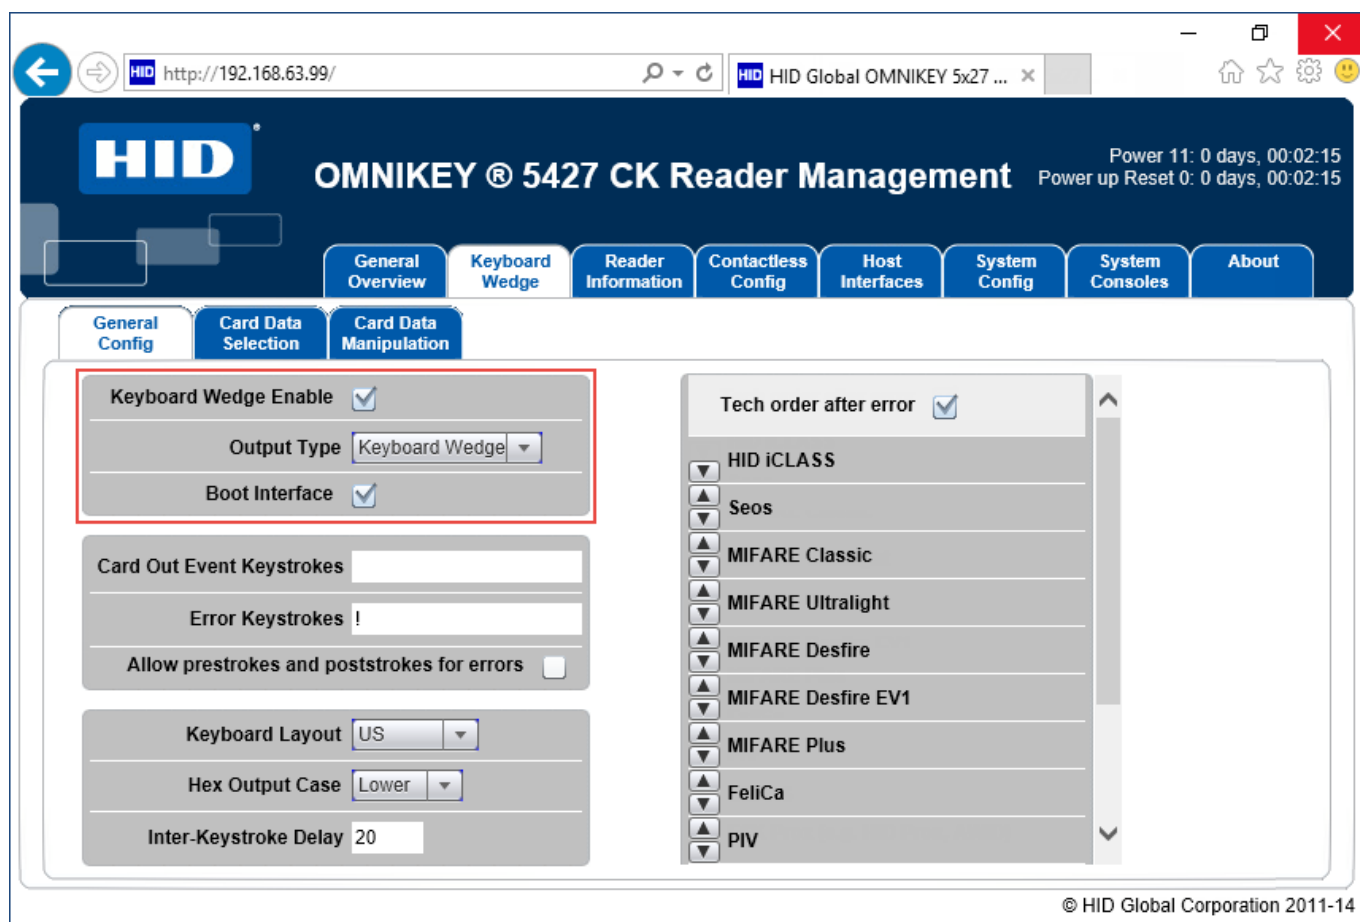 HID http://192.168.63.99/
HID HID Global OMNIKEY 5x27 ...
HID
OMNIKEY ® 5427 CK Reader Management
Power 11: 0 days, 00:02:15
Power up Reset 0: 0 days, 00:02:15
General Overview
Keyboard Wedge
Reader Information
Contactless Config
Host Interfaces
System Config
System Consoles
About
General Config
Card Data Selection
Card Data Manipulation
Keyboard Wedge Enable
Output Type Keyboard Wedge
Boot Interface
Card Out Event Keystrokes
Error Keystrokes !
Allow prestrokes and poststrokes for errors
Keyboard Layout US
Hex Output Case Lower
Inter-Keystroke Delay 20
Tech order after error
HID iCLASS
Seos
MIFARE Classic
MIFARE Ultralight
MIFARE Desfire
MIFARE Desfire EV1
MIFARE Plus
FeliCa
PIV
© HID Global Corporation 2011-14